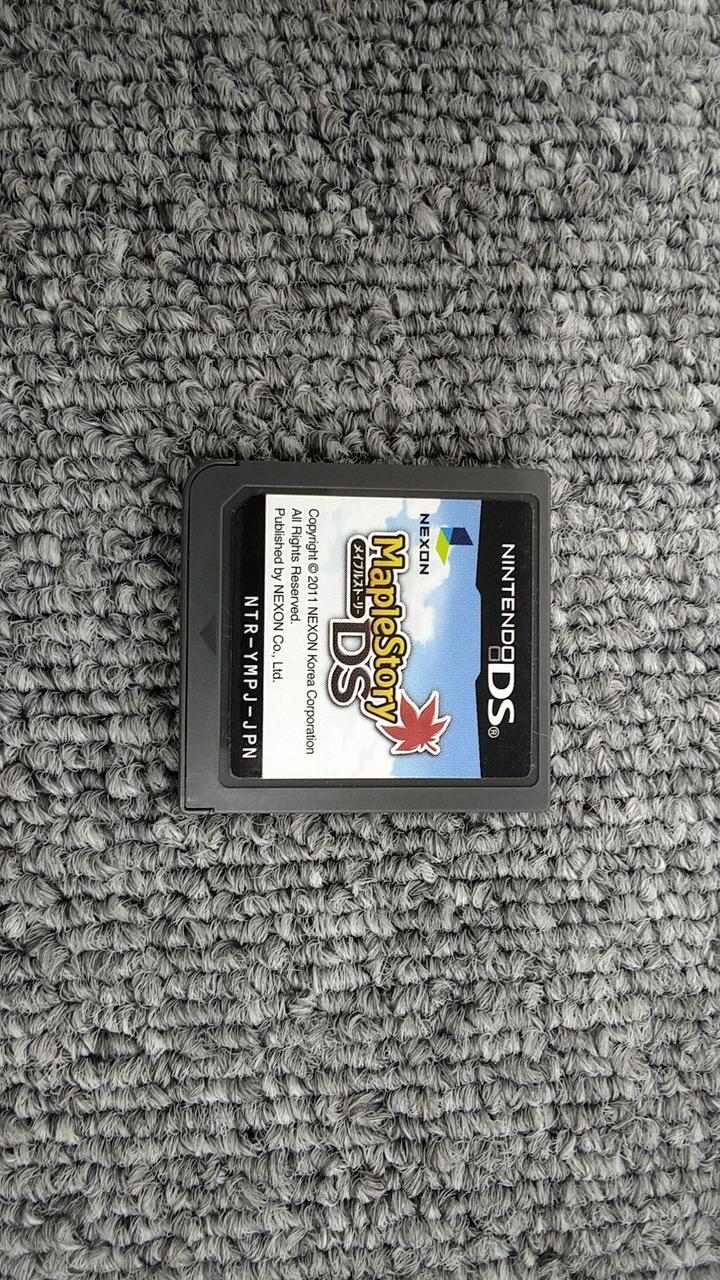 NINTENDO DS®
NEXON
MapleStory
メイプルストーリー DS
Copyright © 2011 NEXON Korea Corporation
All Rights Reserved.
Published by NEXON Co., Ltd.
NTR-YMPJ-JPN